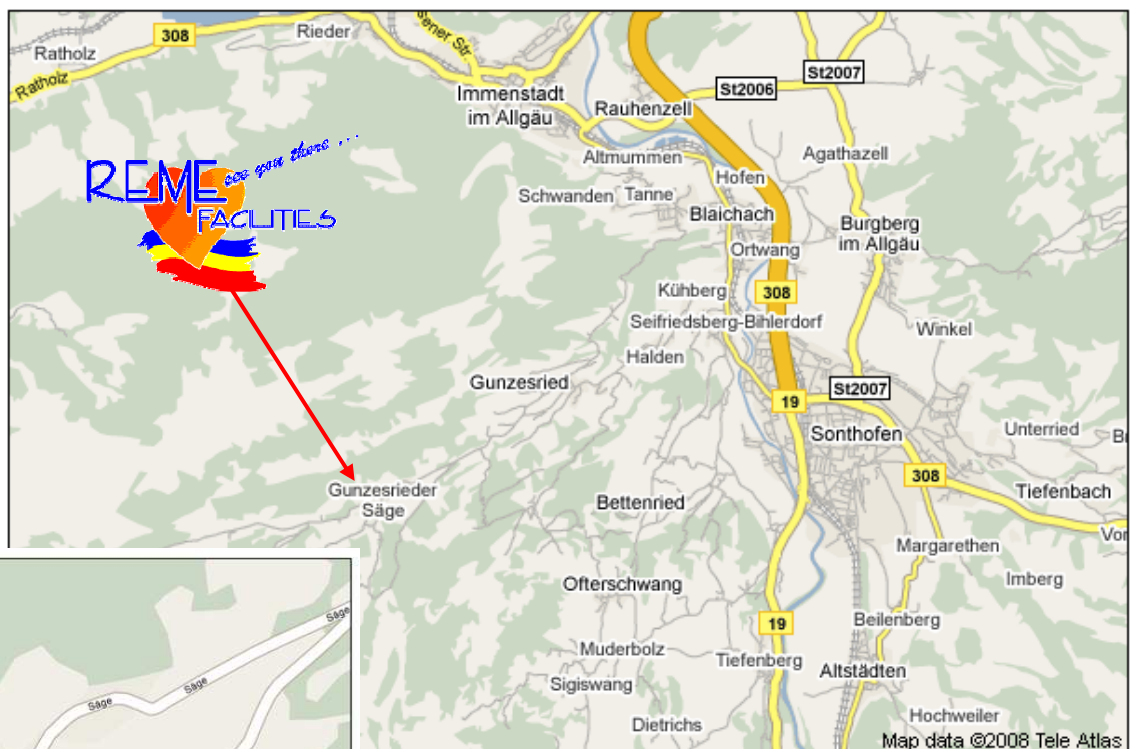 308
Rieder
Ratholz
Ratholz
sener Str.
Immenstadt
im Allgäu
Rauhenzell
St2006
St2007
Altmummen
Agathazell
Hofen
REME see you there ...
FACILITIES
Schwanden
Tanne
Blaichach
Burgberg
im Allgäu
Ortwang
Kühberg
308
Seifriedsberg-Bihlerdorf
Winkel
Halden
Gunzesried
St2007
19
Sonthofen
Unterried
B
308
Gunzesrieder
Säge
Bettenried
Tiefenbach
Vor
Margarethen
Ofterschwang
Imberg
Säge
19
Beilenberg
Muderbolz
Tiefenberg
Altstädten
Säge
Sigiswang
Säge
Dietrichs
Hochweiler
Map data ©2008 Tele Atlas